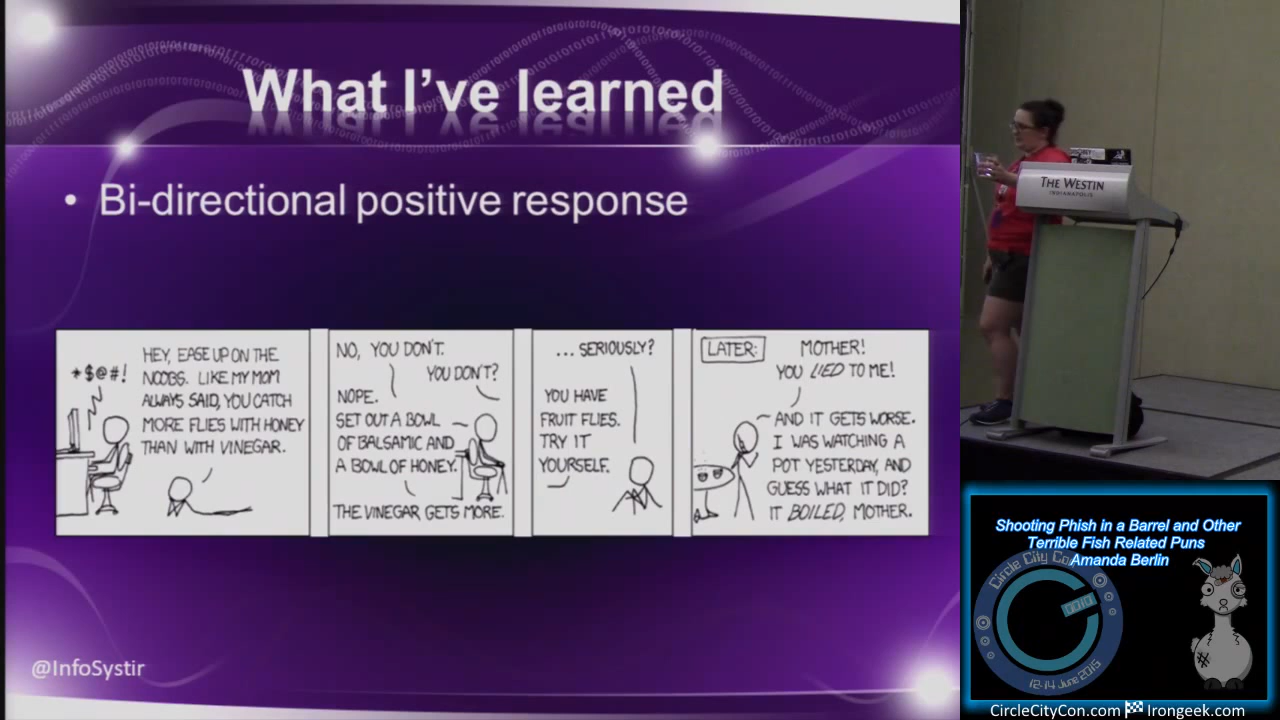 What I've learned
• Bi-directional positive response
*$@#!
HEY, EASE UP ON THE
NOOBS. LIKE MY MOM
ALWAYS SAID, YOU CATCH
MORE FLIES WITH HONEY
THAN WITH VINEGAR.
NO, YOU DON'T.
YOU DON'T?
NOPE.
SET OUT A BOWL
OF BALSAMIC AND
A BOWL OF HONEY.
THE VINEGAR GETS MORE.
... SERIOUSLY?
YOU HAVE
FRUIT FLIES.
TRY IT
YOURSELF.
LATER:
MOTHER!
YOU LIED TO ME!
AND IT GETS WORSE.
I WAS WATCHING A
POT YESTERDAY, AND
GUESS WHAT IT DID?
IT BOILED, MOTHER.
@InfoSystir
THE WESTIN
INDIANAPOLIS
Shooting Phish in a Barrel and Other
Terrible Fish Related Puns
Amanda Berlin
Circle City Con
12-14 June 2015
CircleCityCon.com Irongeek.com